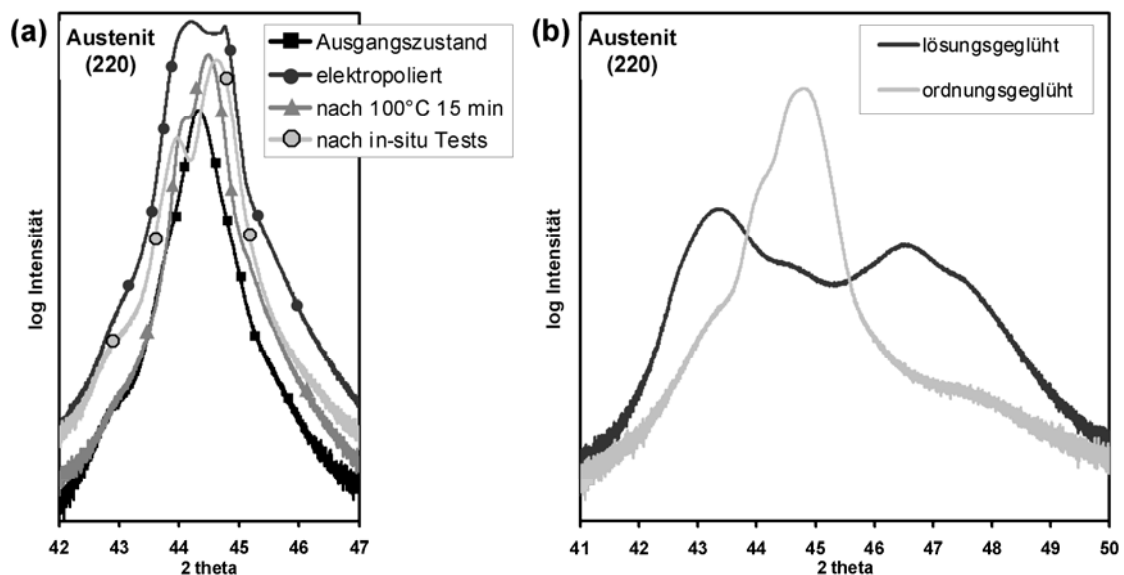 (a)
Austenit
(220)
Ausgangszustand
elektropoliert
nach 100°C 15 min
nach in-situ Tests
log Intensität
42 43 44 45 46 47
2 theta
(b)
Austenit
(220)
lösungsgeglüht
ordnungsgeglüht
log Intensität
41 42 43 44 45 46 47 48 49 50
2 theta